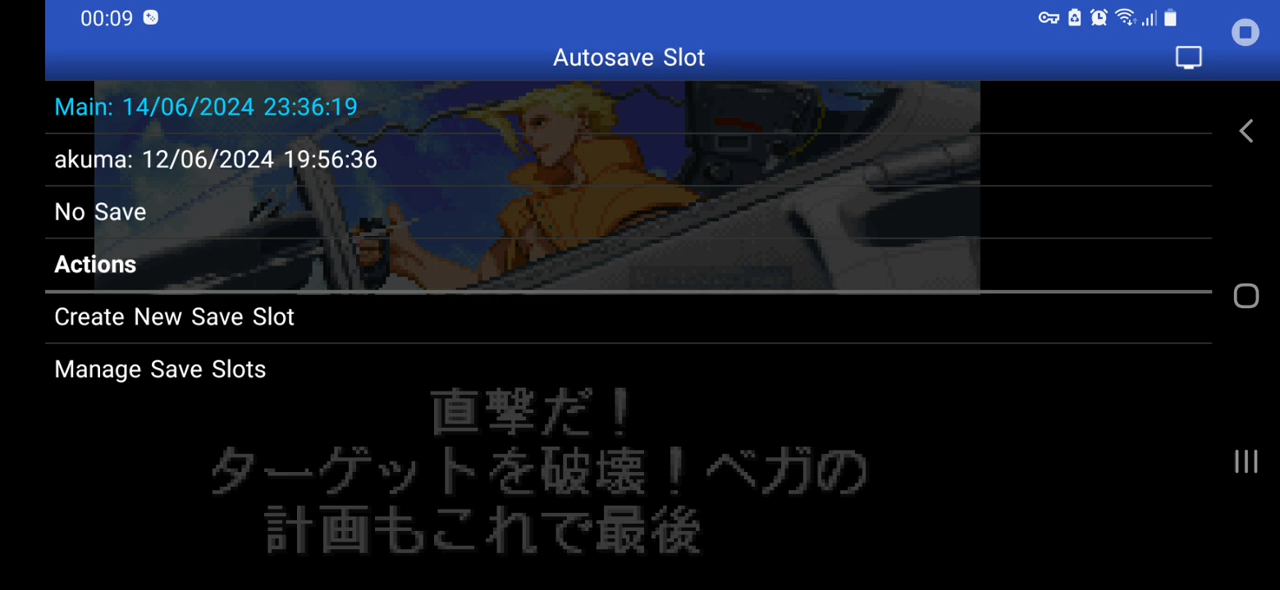 00:09
Autosave Slot
Main: 14/06/2024 23:36:19
akuma: 12/06/2024 19:56:36
No Save
Actions
Create New Save Slot
Manage Save Slots
直撃だ！
ターゲットを破壊！ベガの
計画もこれで最後